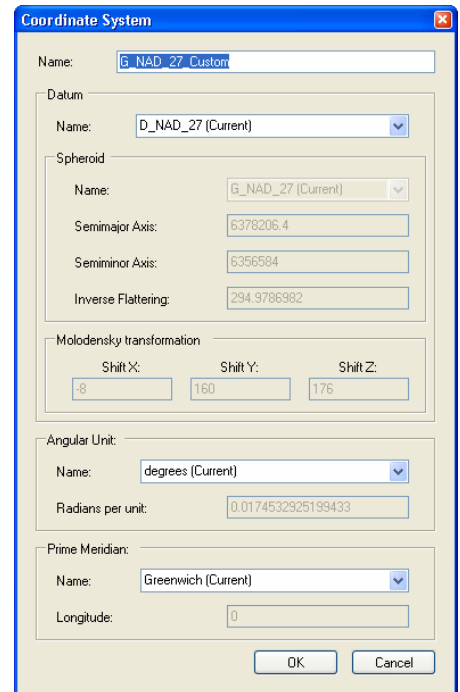 Coordinate System
Name: G_NAD_27_Custom
Datum
Name: D_NAD_27 (Current)
Spheroid
Name: G_NAD_27 (Current)
Semimajor Axis: 6378206.4
Semiminor Axis: 6356584
Inverse Flattering: 294.9786982
Molodensky transformation
Shift X: Shift Y: Shift Z:
-8 160 176
Angular Unit:
Name: degrees (Current)
Radians per unit: 0.0174532925199433
Prime Meridian:
Name: Greenwich (Current)
Longitude: 0
OK Cancel